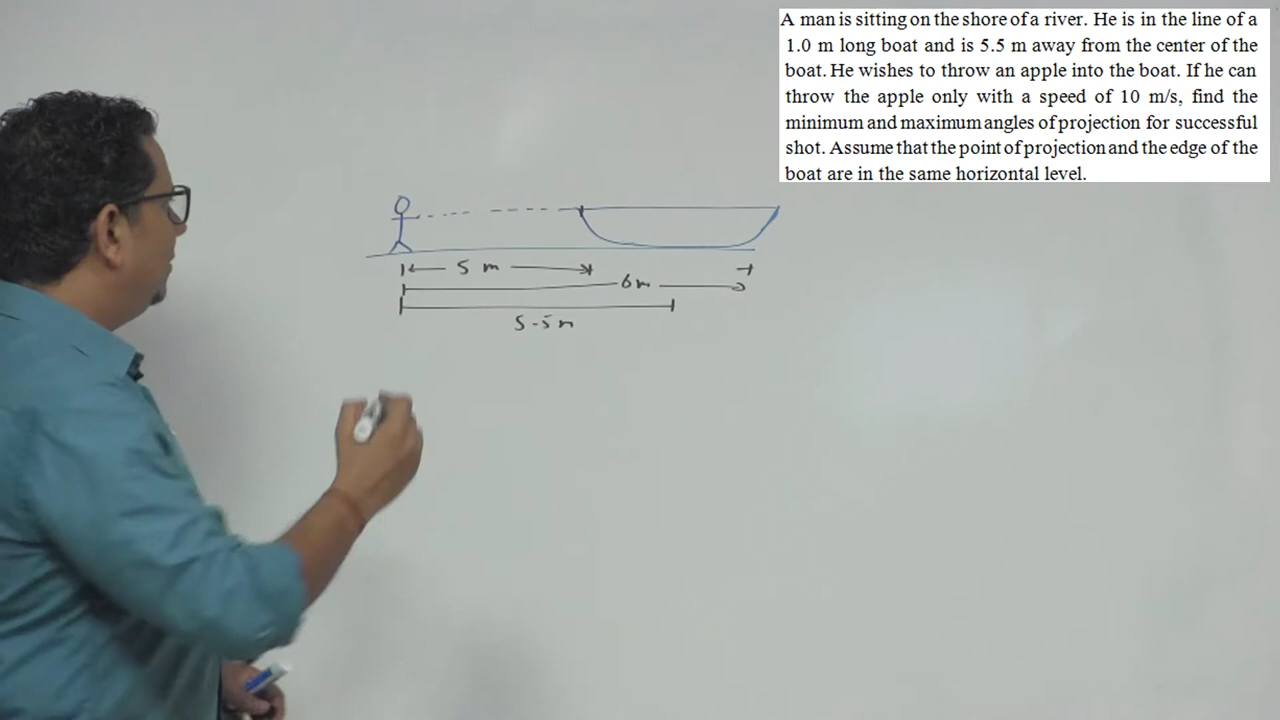 A man is sitting on the shore of a river. He is in the line of a
1.0 m long boat and is 5.5 m away from the center of the
boat. He wishes to throw an apple into the boat. If he can
throw the apple only with a speed of 10 m/s, find the
minimum and maximum angles of projection for successful
shot. Assume that the point of projection and the edge of the
boat are in the same horizontal level.
5 m
6m
5-5m